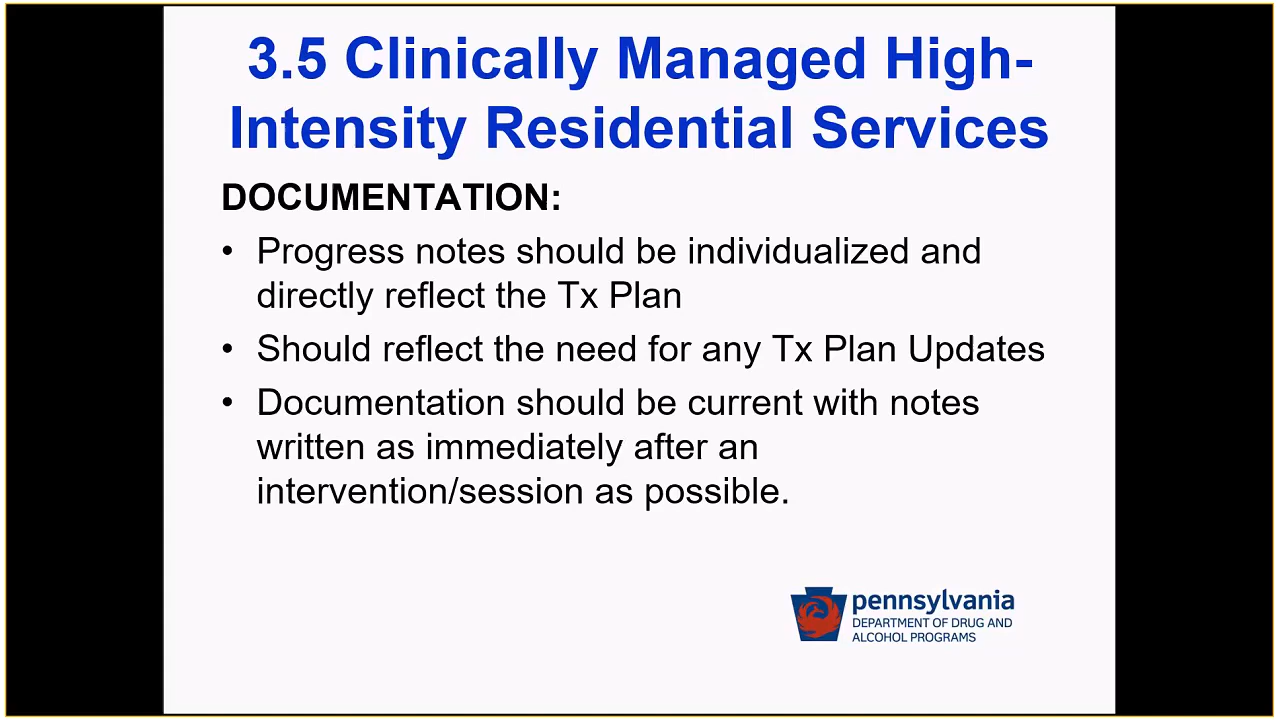 3.5 Clinically Managed High-
Intensity Residential Services
DOCUMENTATION:
• Progress notes should be individualized and
directly reflect the Tx Plan
• Should reflect the need for any Tx Plan Updates
• Documentation should be current with notes
written as immediately after an
intervention/session as possible.
pennsylvania
DEPARTMENT OF DRUG AND
ALCOHOL PROGRAMS